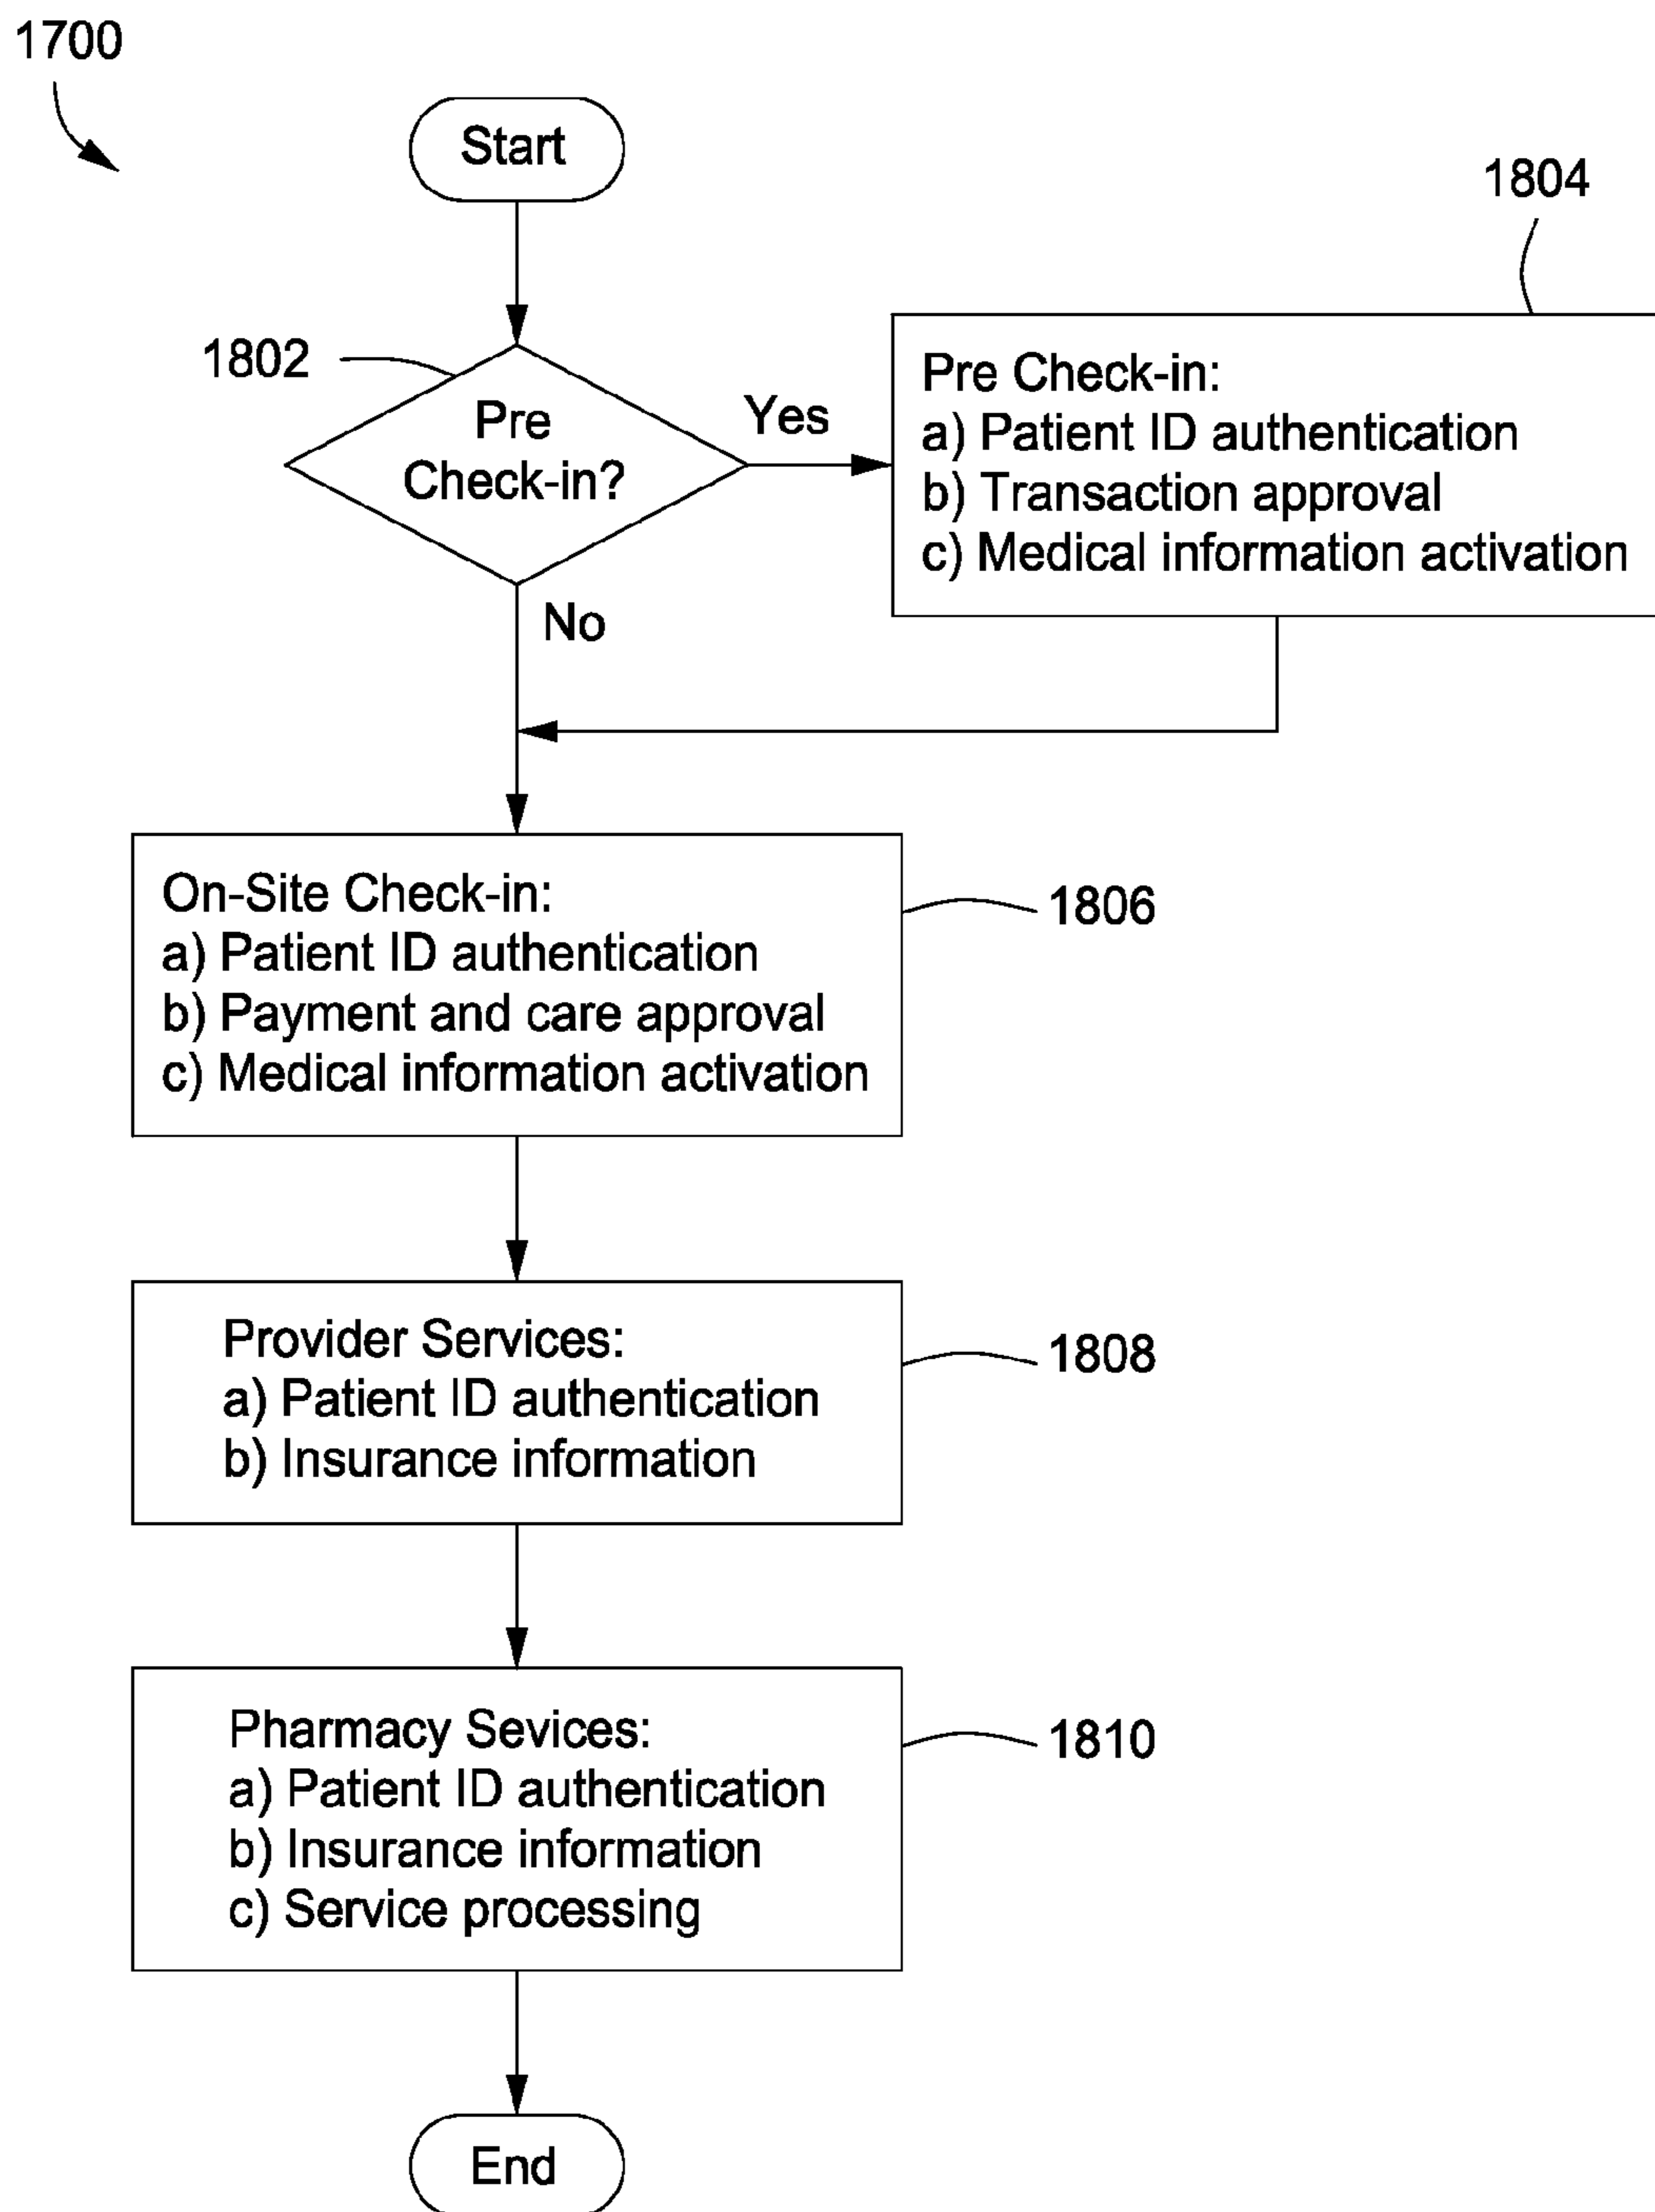 1700
Start
1804
1802
Pre
Check-in?
Yes
Pre Check-in:
a) Patient ID authentication
b) Transaction approval
c) Medical information activation
No
On-Site Check-in:
a) Patient ID authentication
b) Payment and care approval
c) Medical information activation
1806
Provider Services:
a) Patient ID authentication
b) Insurance information
1808
Pharmacy Sevices:
a) Patient ID authentication
b) Insurance information
c) Service processing
1810
End